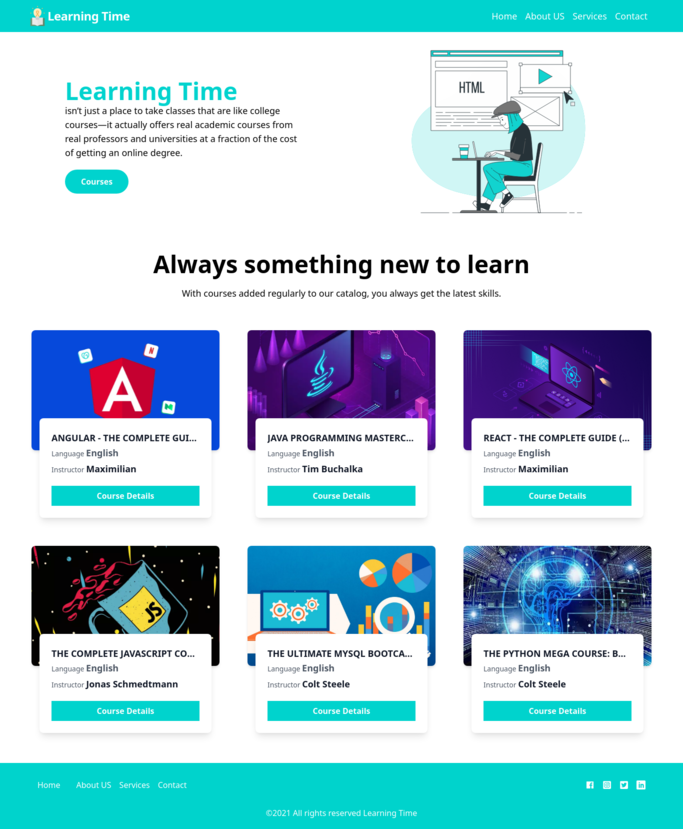 Learning Time
Home About US Services Contact
Learning Time
isn't just a place to take classes that are like college
courses—it actually offers real academic courses from
real professors and universities at a fraction of the cost
of getting an online degree.
Courses
HTML
Always something new to learn
With courses added regularly to our catalog, you always get the latest skills.
A
N
ANGULAR - THE COMPLETE GUI...
Language English
Instructor Maximilian
Course Details
JAVA PROGRAMMING MASTERC...
Language English
Instructor Tim Buchalka
Course Details
REACT - THE COMPLETE GUIDE (...
Language English
Instructor Maximilian
Course Details
JS
THE COMPLETE JAVASCRIPT CO...
Language English
Instructor Jonas Schmedtmann
Course Details
THE ULTIMATE MYSQL BOOTCA...
Language English
Instructor Colt Steele
Course Details
THE PYTHON MEGA COURSE: B...
Language English
Instructor Colt Steele
Course Details
Home About US Services Contact
©2021 All rights reserved Learning Time